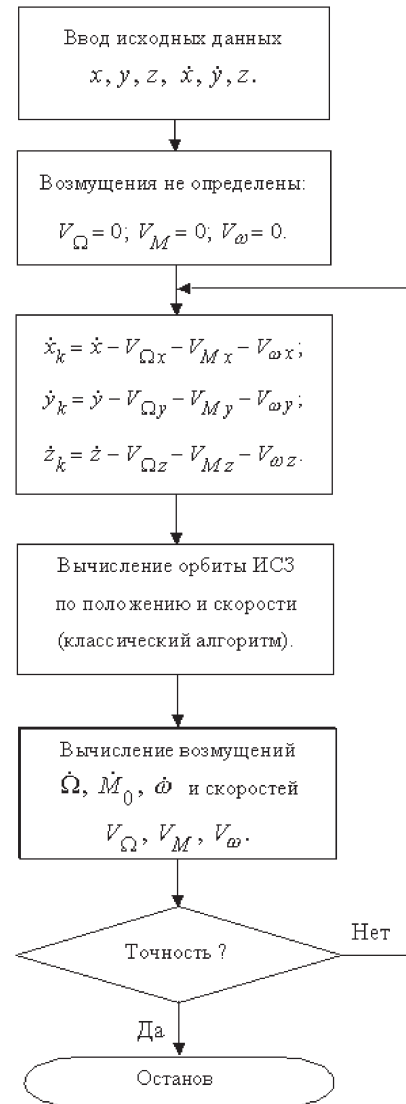 Ввод исходных данных
x, y, z, ẋ, ẏ, z.
Возмущения не определены:
V_Ω = 0; V_M = 0; V_ω = 0.
ẋ_k = ẋ − V_Ωx − V_Mx − V_ωx;
ẏ_k = ẏ − V_Ωy − V_My − V_ωy;
ż_k = ż − V_Ωz − V_Mz − V_ωz.
Вычисление орбиты ИСЗ
по положению и скорости
(классический алгоритм).
Вычисление возмущений
Ω̇, Ṁ_0, ω̇ и скоростей
V_Ω, V_M, V_ω.
Точность ?
Нет
Да
Останов